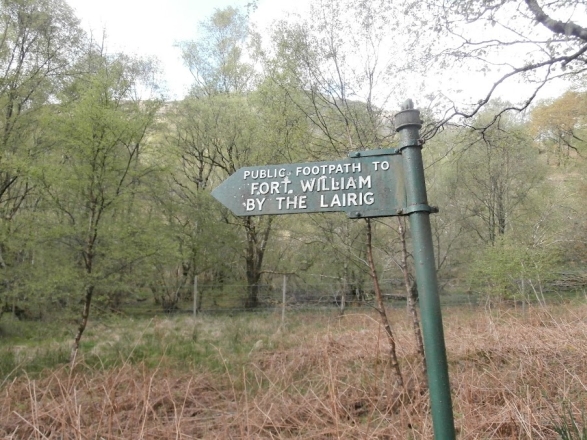 PUBLIC FOOTPATH TO
FORT WILLIAM
BY THE LAIRIG